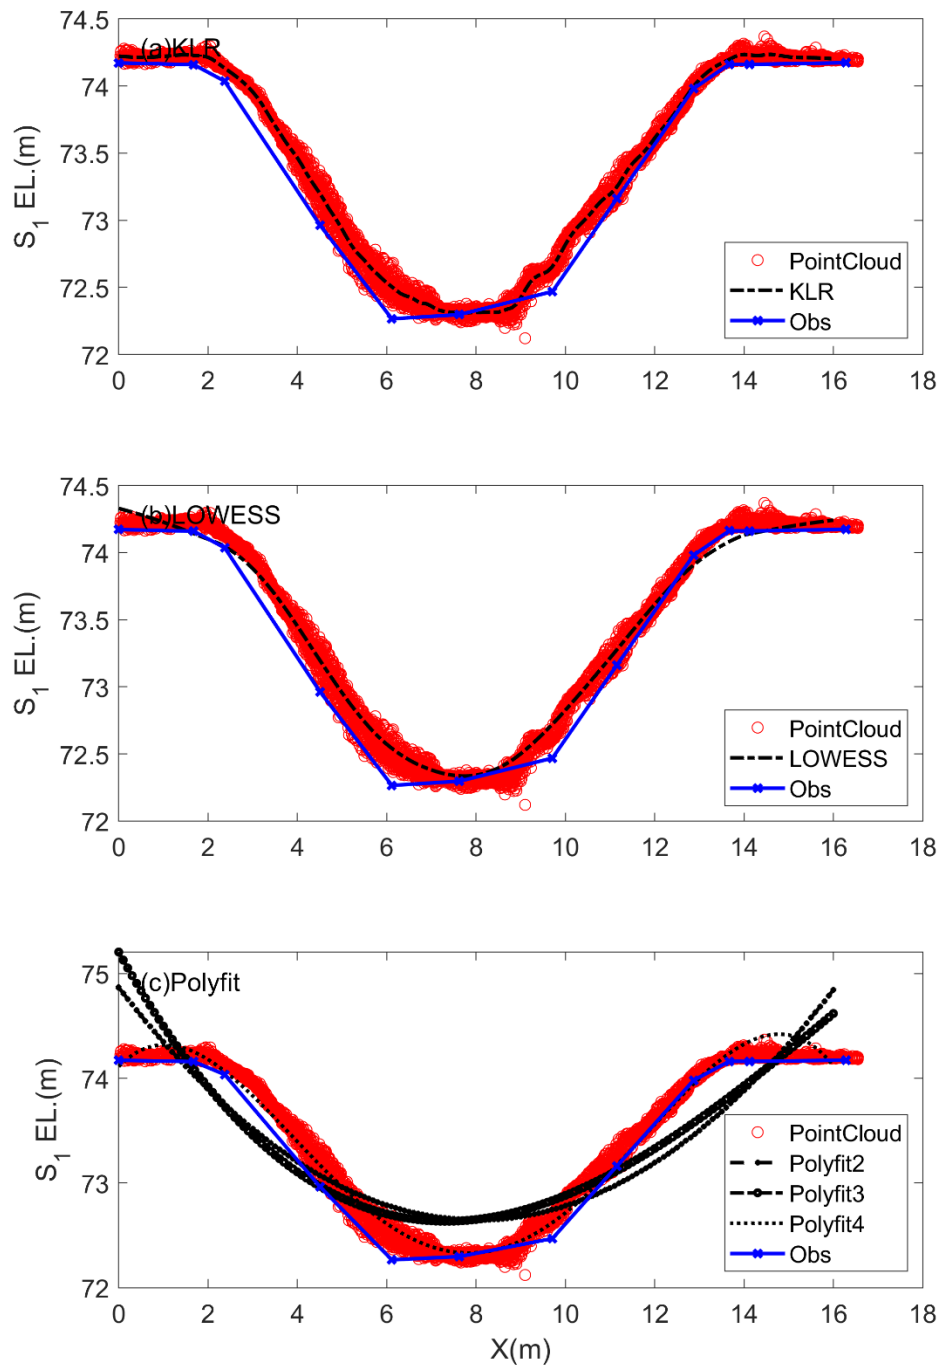 74.5
(a)KLR
74
73.5
73
72.5
72
S1 EL.(m)
PointCloud
KLR
Obs
0 2 4 6 8 10 12 14 16 18
74.5
(b)LOWESS
74
73.5
73
72.5
72
S1 EL.(m)
PointCloud
LOWESS
Obs
0 2 4 6 8 10 12 14 16 18
75
(c)Polyfit
74
73
72
S1 EL.(m)
PointCloud
Polyfit2
Polyfit3
Polyfit4
Obs
0 2 4 6 8 10 12 14 16 18
X(m)